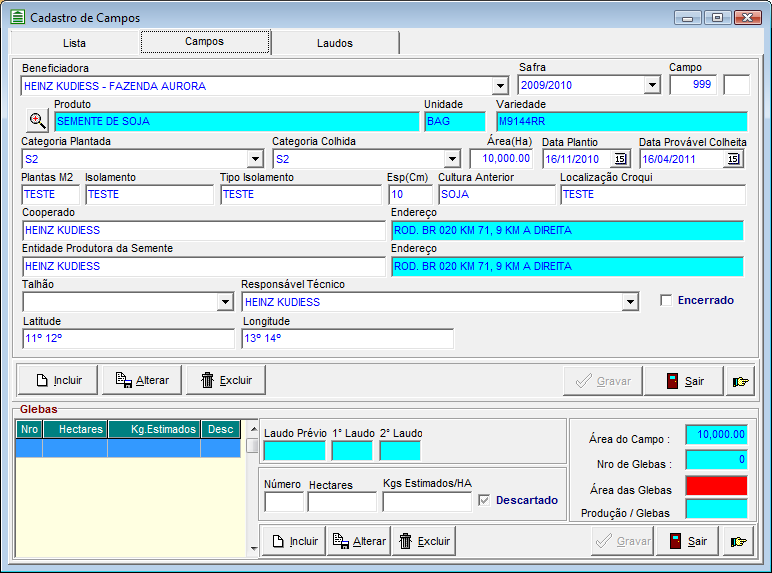 Cadastro de Campos
Lista Campos Laudos
Beneficiadora Safra Campo
HEINZ KUDIESS - FAZENDA AURORA 2009/2010 999
Produto Unidade Variedade
SEMENTE DE SOJA BAG M9144RR
Categoria Plantada Categoria Colhida Área(Ha) Data Plantio Data Provável Colheita
S2 S2 10,000.00 16/11/2010 15 16/04/2011 15
Plantas M2 Isolamento Tipo Isolamento Esp(Cm) Cultura Anterior Localização Croqui
TESTE TESTE TESTE 10 SOJA TESTE
Cooperado Endereço
HEINZ KUDIESS ROD. BR 020 KM 71, 9 KM A DIREITA
Entidade Produtora da Semente Endereço
HEINZ KUDIESS ROD. BR 020 KM 71, 9 KM A DIREITA
Talhão Responsável Técnico
HEINZ KUDIESS Encerrado
Latitude Longitude
11º 12º 13º 14º
Incluir Alterar Excluir Gravar Sair
Glebas
Nro Hectares Kg.Estimados Desc
Laudo Prévio 1° Laudo 2° Laudo
Número Hectares Kgs Estimados/HA
Descartado
Área do Campo : 10,000.00
Nro de Glebas : 0
Área das Glebas
Produção / Glebas
Incluir Alterar Excluir Gravar Sair